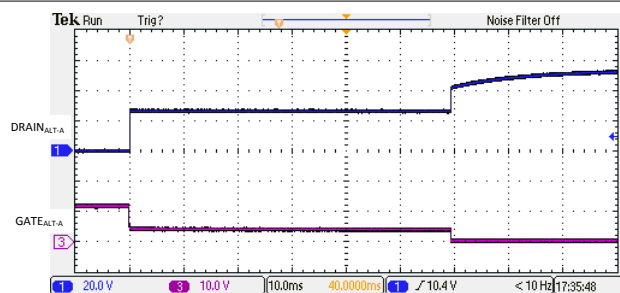 Tek Run Trig? Noise Filter Off
DRAINALT-A
1
GATEALT-A
3
1 20.0 V 3 10.0 V 10.0ms 40.0000ms 1 10.4 V < 10 Hz 17:35:48